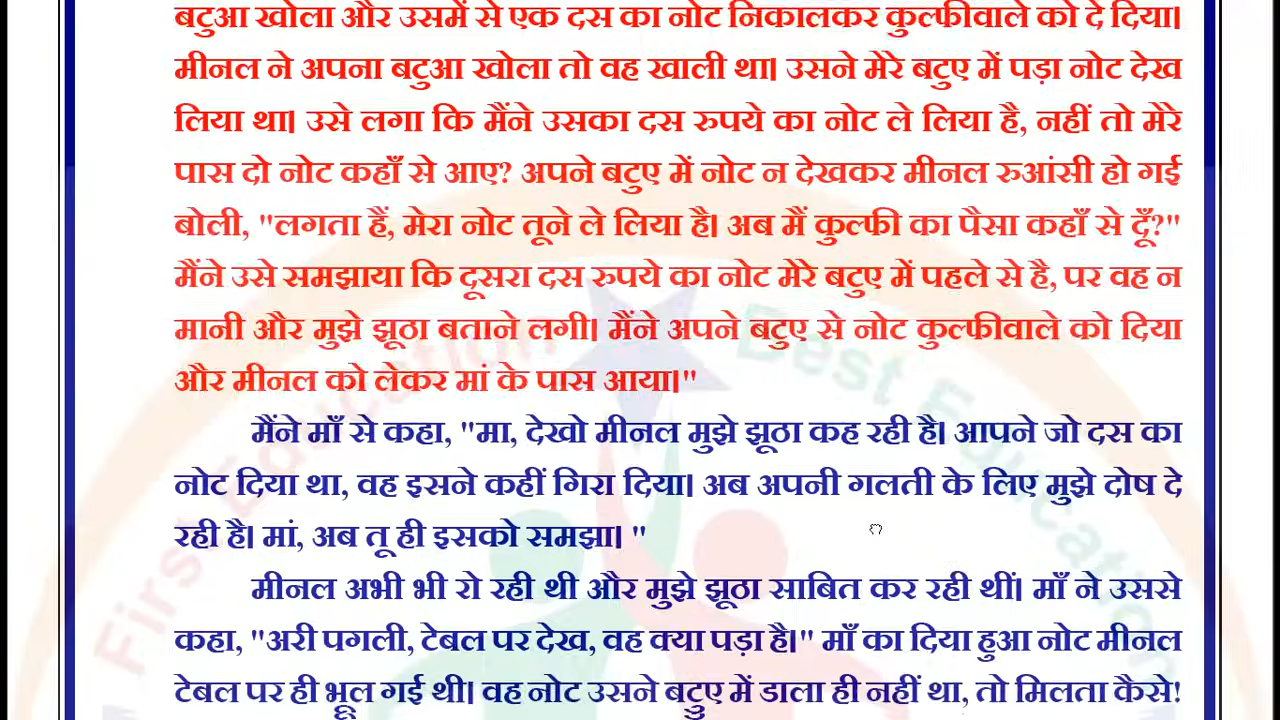 बटुआ खोला और उसमें से एक दस का नोट निकालकर कुल्फीवाले को दे दिया।
मीनल ने अपना बटुआ खोला तो वह खाली था। उसने मेरे बटुए में पड़ा नोट देख
लिया था। उसे लगा कि मैंने उसका दस रुपये का नोट ले लिया है, नहीं तो मेरे
पास दो नोट कहाँ से आए? अपने बटुए में नोट न देखकर मीनल रुआंसी हो गई
बोली, "लगता हैं, मेरा नोट तूने ले लिया है। अब मैं कुल्फी का पैसा कहाँ से दूँ?"
मैंने उसे समझाया कि दूसरा दस रुपये का नोट मेरे बटुए में पहले से है, पर वह न
मानी और मुझे झूठा बताने लगी। मैंने अपने बटुए से नोट कुल्फीवाले को दिया
और मीनल को लेकर मां के पास आया।"
मैंने माँ से कहा, "मा, देखो मीनल मुझे झूठा कह रही है। आपने जो दस का
नोट दिया था, वह इसने कहीं गिरा दिया। अब अपनी गलती के लिए मुझे दोष दे
रही है। मां, अब तू ही इसको समझा। "
मीनल अभी भी रो रही थी और मुझे झूठा साबित कर रही थीं। माँ ने उससे
कहा, "अरी पगली, टेबल पर देख, वह क्या पड़ा है।" माँ का दिया हुआ नोट मीनल
टेबल पर ही भूल गई थी। वह नोट उसने बटुए में डाला ही नहीं था, तो मिलता कैसे!
First Education
Best Education